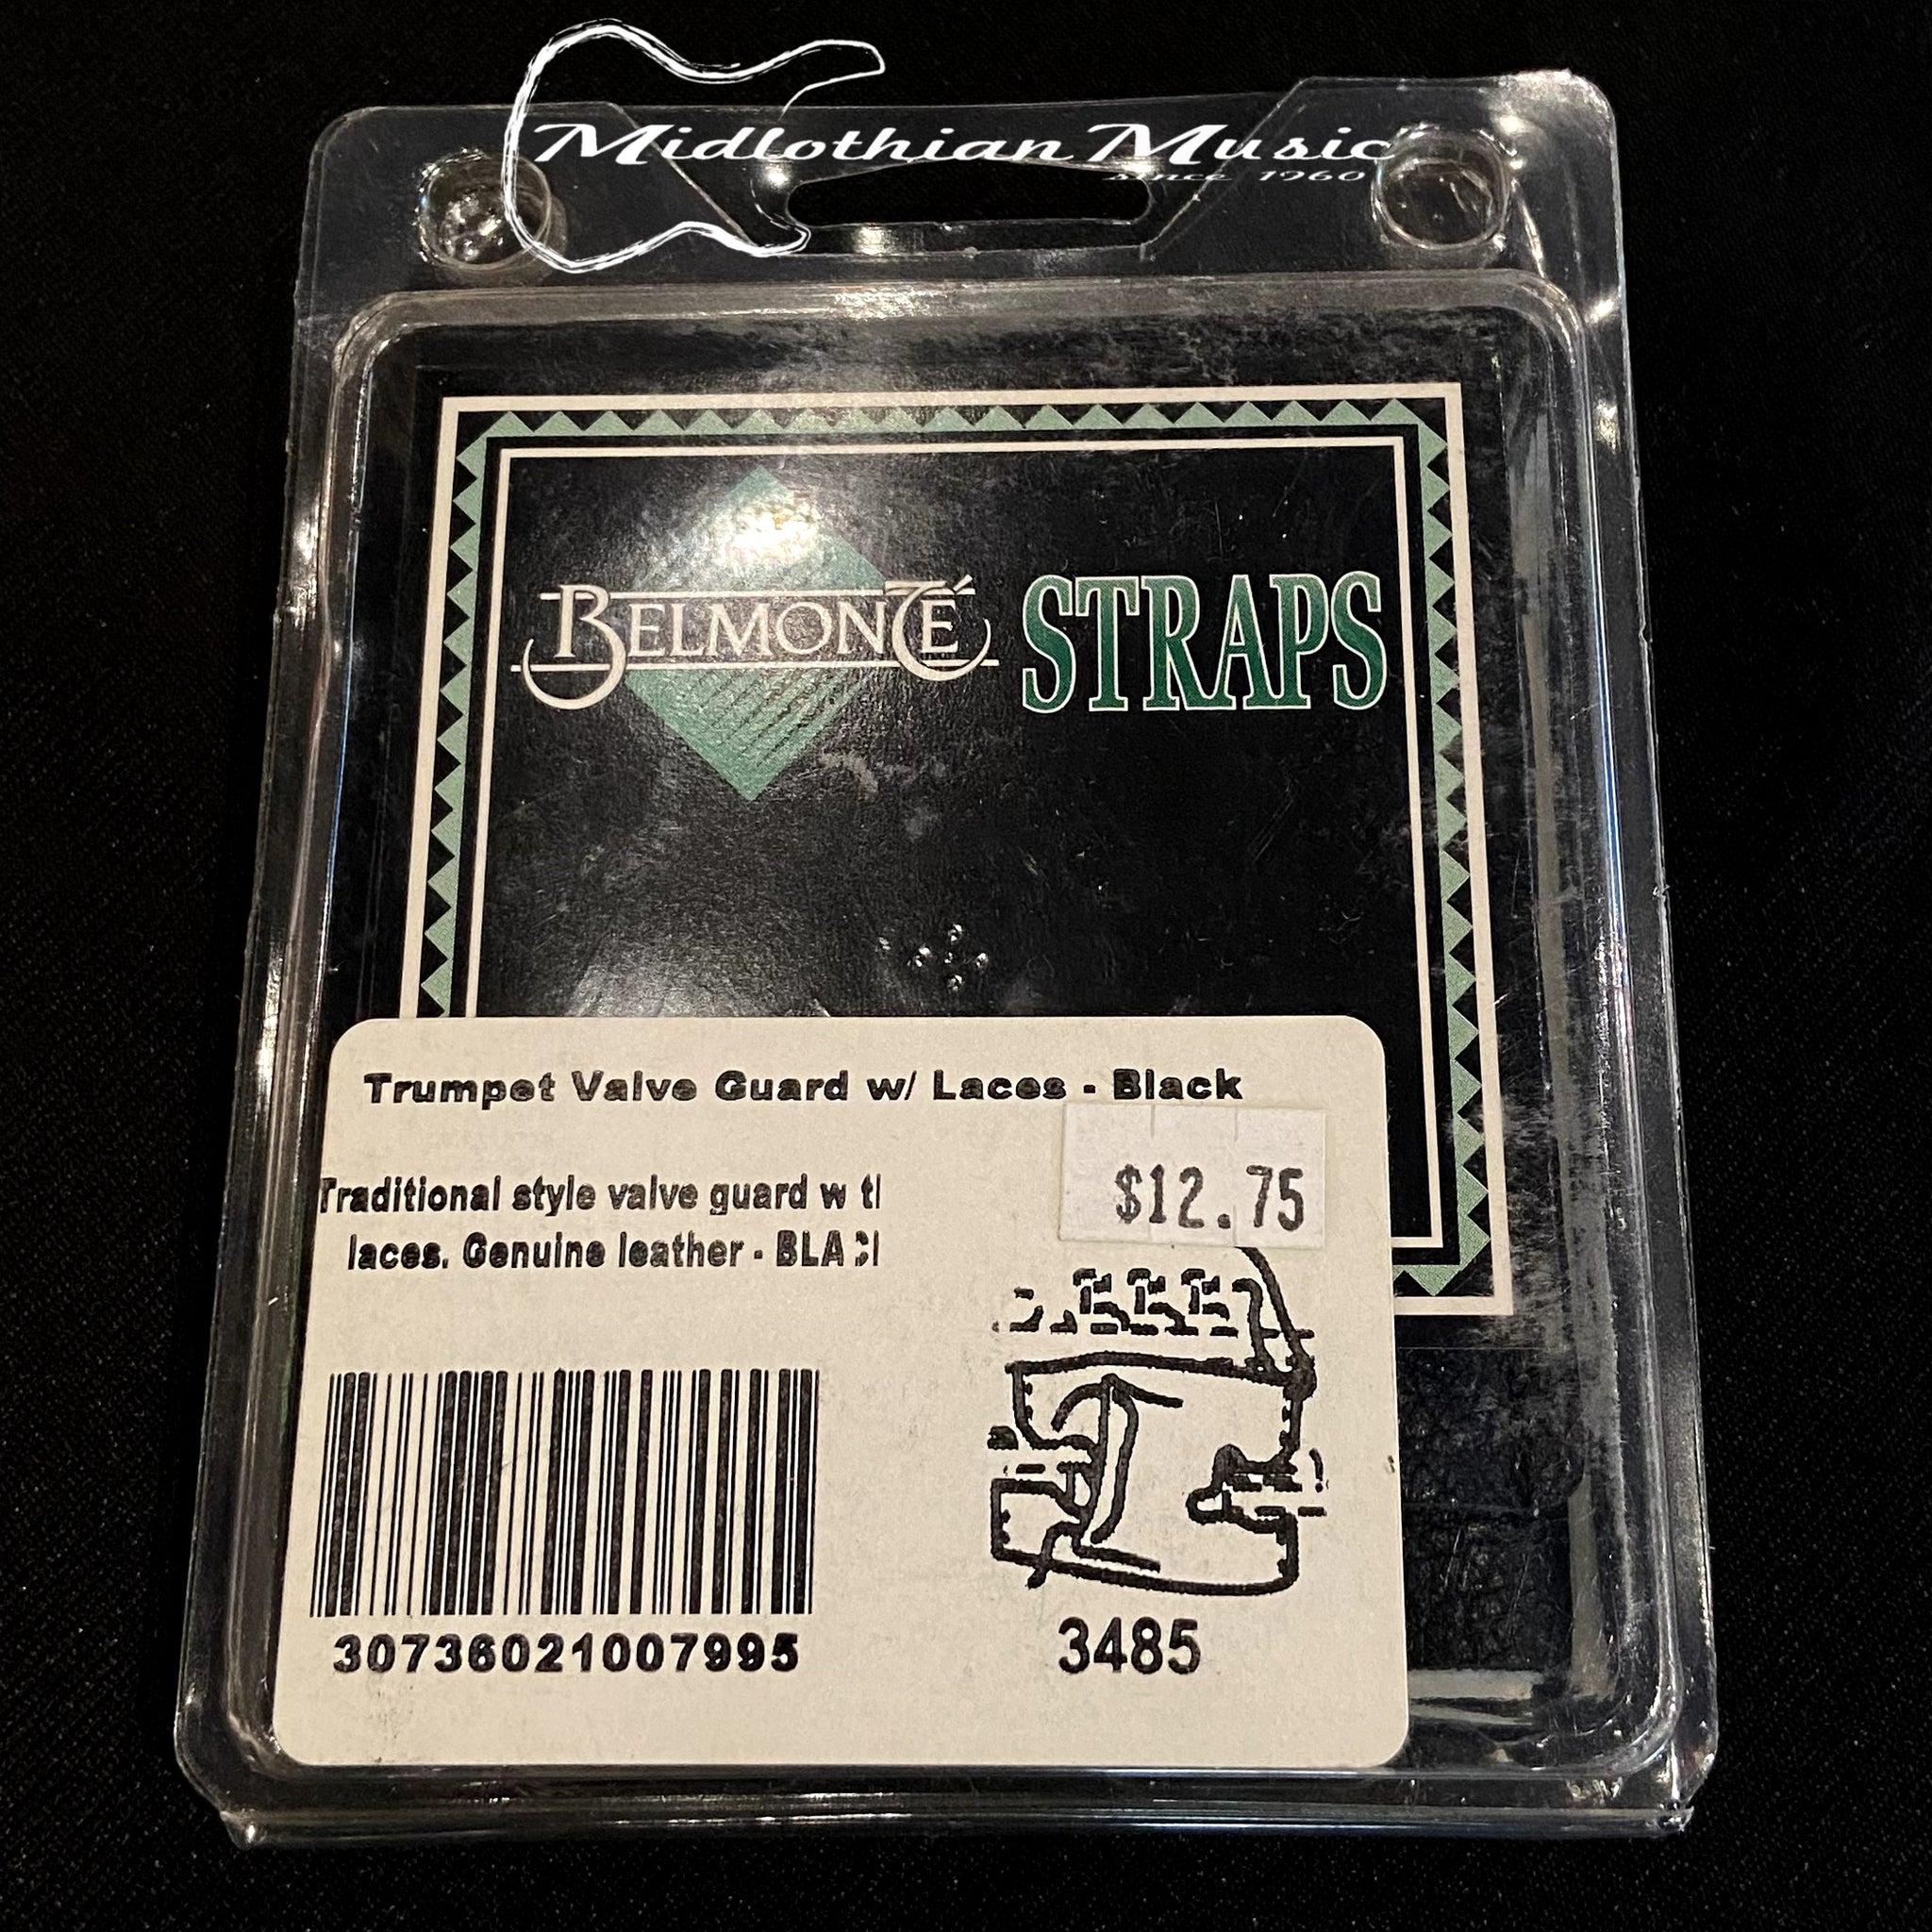 Midlothian Music
since 1960
BELMONTÉ STRAPS
Trumpet Valve Guard w/ Laces - Black
$12.75
Traditional style valve guard w
laces. Genuine leather -
30736021007995
3485